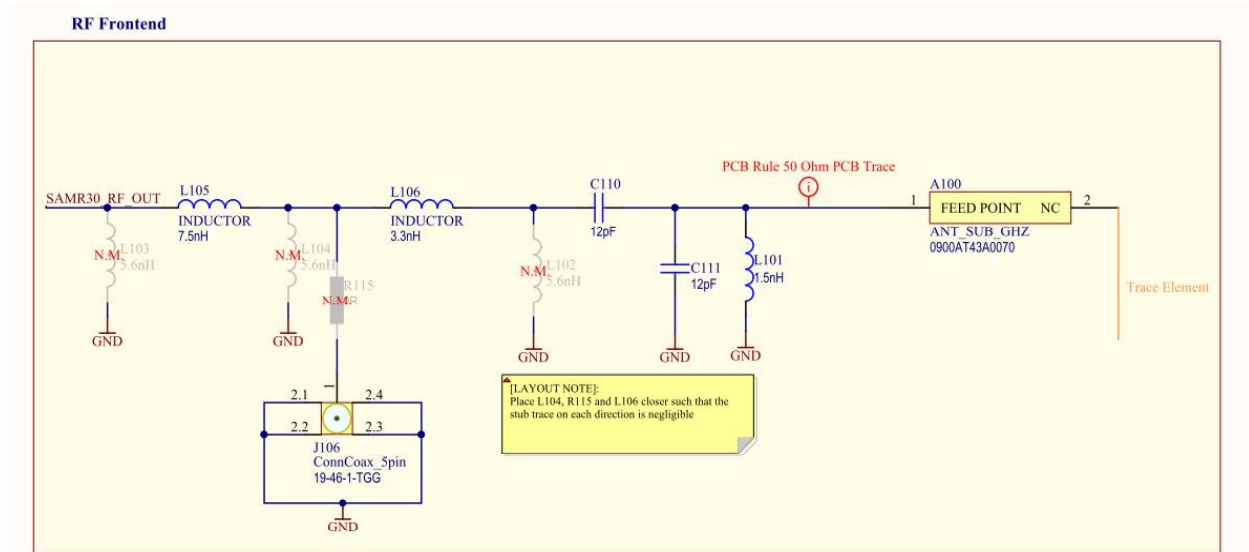 RF Frontend
PCB Rule 50 Ohm PCB Trace
SAMR30_RF_OUT
L105
INDUCTOR
7.5nH
L106
INDUCTOR
3.3nH
C110
12pF
A100
1
FEED POINT NC
2
ANT_SUB_GHZ
0900AT43A0070
N.M.
L103
5.6nH
GND
N.M.
L104
5.6nH
GND
N.M.
R115
N.M.
L102
5.6nH
GND
C111
12pF
GND
L101
1.5nH
GND
Trace Element
[LAYOUT NOTE]:
Place L104, R115 and L106 closer such that the
stub trace on each direction is negligible
1
2.1
2.4
2.2
2.3
J106
ConnCoax_5pin
19-46-1-TGG
GND